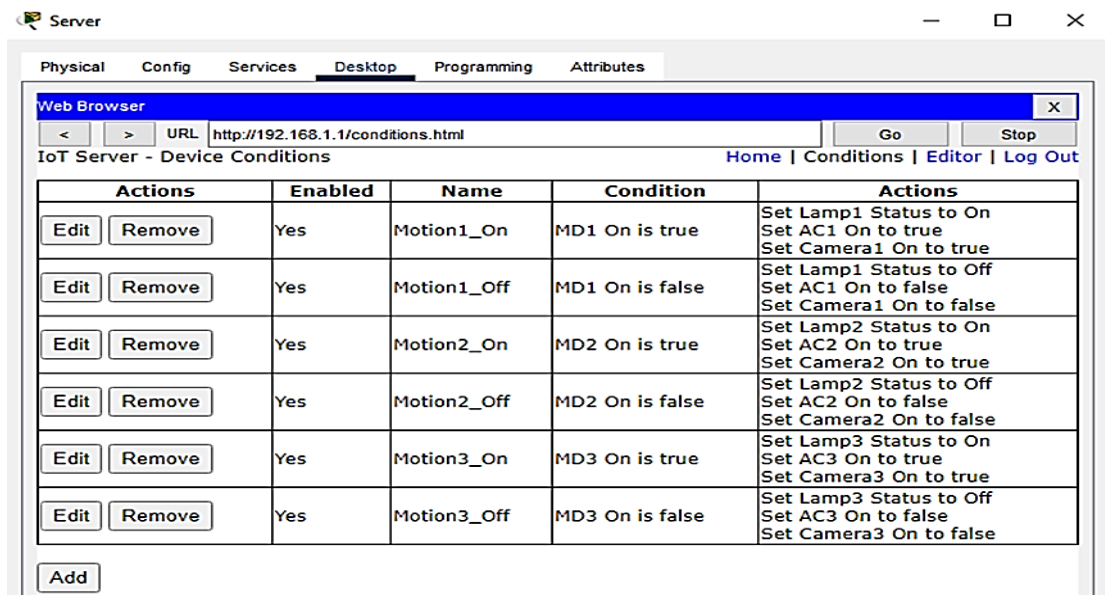 Server
Physical Config Services Desktop Programming Attributes
Web Browser X
< > URL http://192.168.1.1/conditions.html Go Stop
IoT Server - Device Conditions Home | Conditions | Editor | Log Out
Actions Enabled Name Condition Actions
Edit Remove Yes Motion1_On MD1 On is true Set Lamp1 Status to On
Set AC1 On to true
Set Camera1 On to true
Edit Remove Yes Motion1_Off MD1 On is false Set Lamp1 Status to Off
Set AC1 On to false
Set Camera1 On to false
Edit Remove Yes Motion2_On MD2 On is true Set Lamp2 Status to On
Set AC2 On to true
Set Camera2 On to true
Edit Remove Yes Motion2_Off MD2 On is false Set Lamp2 Status to Off
Set AC2 On to false
Set Camera2 On to false
Edit Remove Yes Motion3_On MD3 On is true Set Lamp3 Status to On
Set AC3 On to true
Set Camera3 On to true
Edit Remove Yes Motion3_Off MD3 On is false Set Lamp3 Status to Off
Set AC3 On to false
Set Camera3 On to false
Add